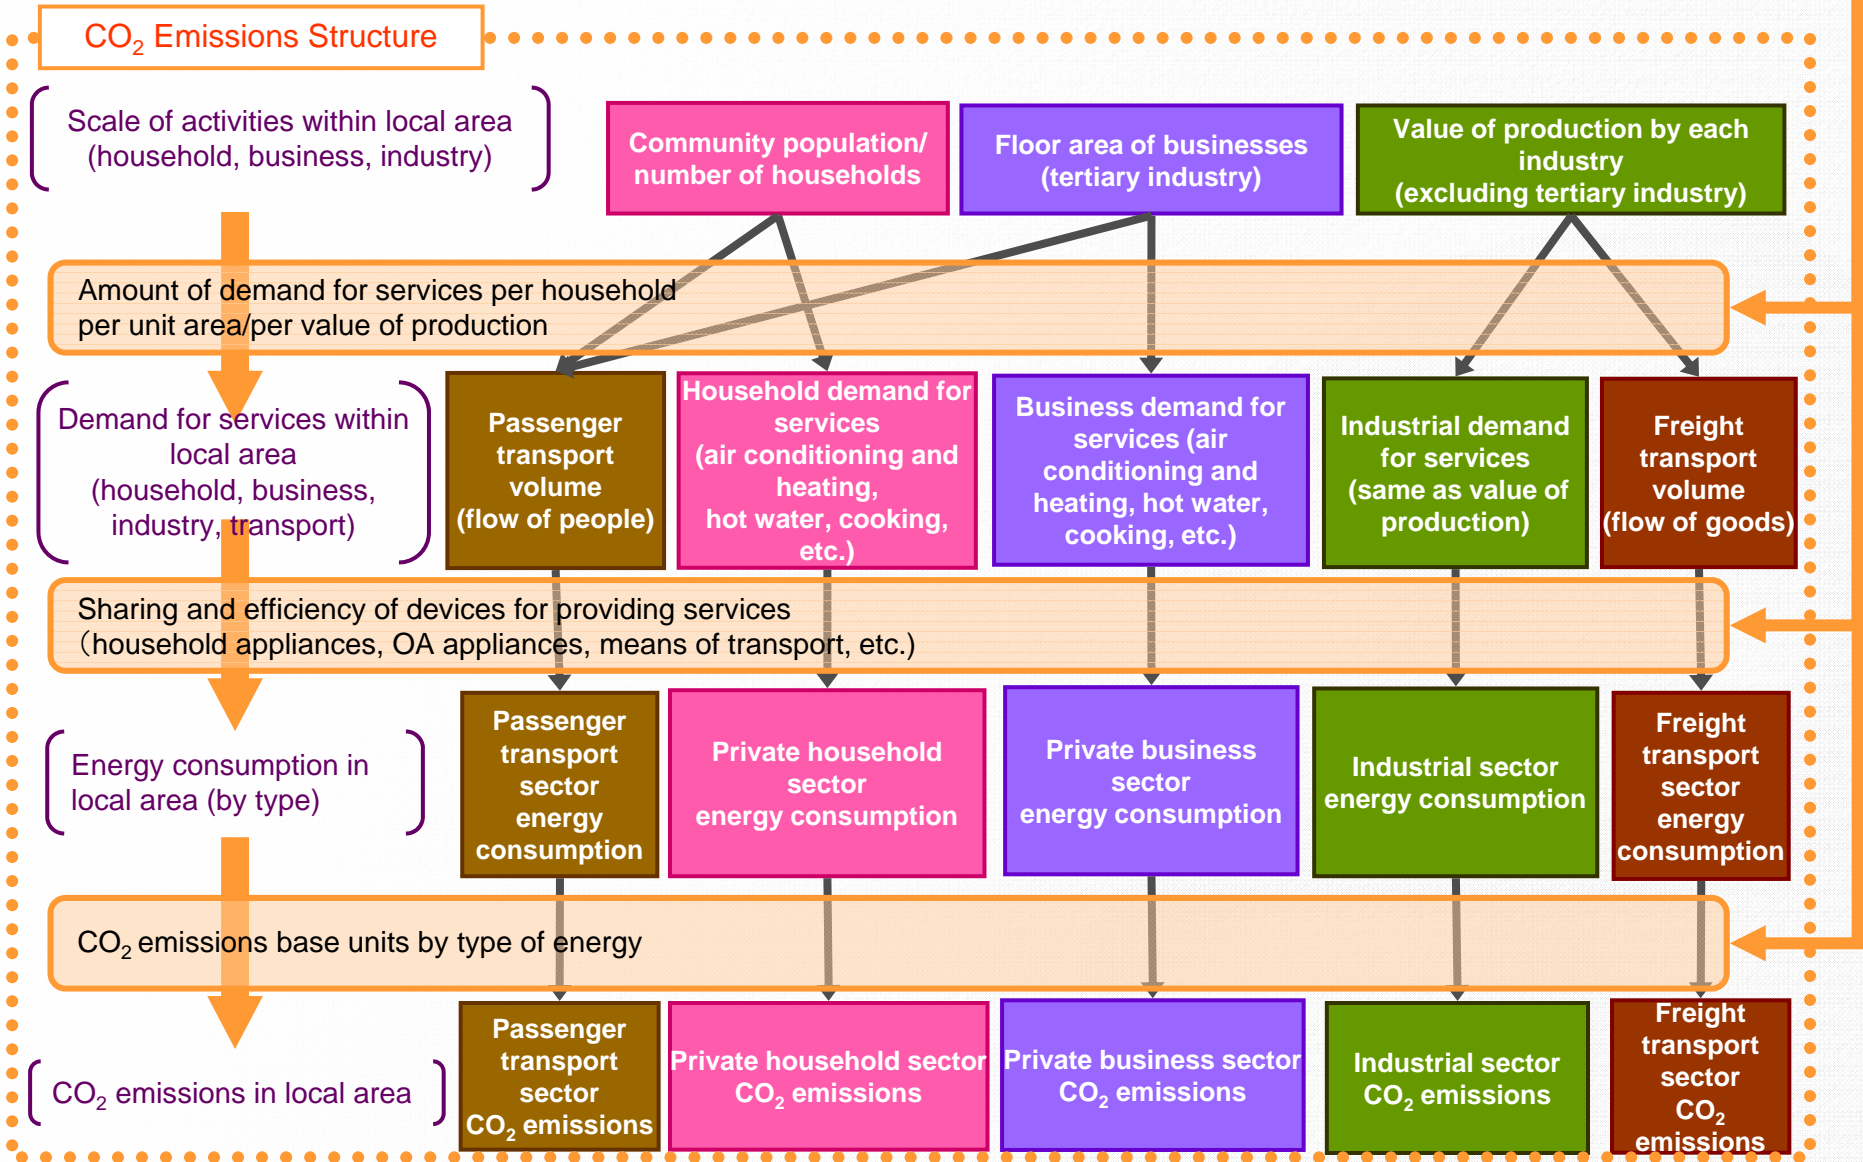 CO₂ Emissions Structure
Scale of activities within local area
(household, business, industry)
Community population/
number of households
Floor area of businesses
(tertiary industry)
Value of production by each
industry
(excluding tertiary industry)
Amount of demand for services per household
per unit area/per value of production
Demand for services within
local area
(household, business,
industry, transport)
Passenger
transport
volume
(flow of people)
Household demand for
services
(air conditioning and
heating,
hot water, cooking,
etc.)
Business demand for
services (air
conditioning and
heating, hot water,
cooking, etc.)
Industrial demand
for services
(same as value of
production)
Freight
transport
volume
(flow of goods)
Sharing and efficiency of devices for providing services
（household appliances, OA appliances, means of transport, etc.)
Energy consumption in
local area (by type)
Passenger
transport
sector
energy
consumption
Private household
sector
energy consumption
Private business
sector
energy consumption
Industrial sector
energy consumption
Freight
transport
sector
energy
consumption
CO₂ emissions base units by type of energy
CO₂ emissions in local area
Passenger
transport
sector
CO₂ emissions
Private household sector
CO₂ emissions
Private business sector
CO₂ emissions
Industrial sector
CO₂ emissions
Freight
transport
sector
CO₂
emissions